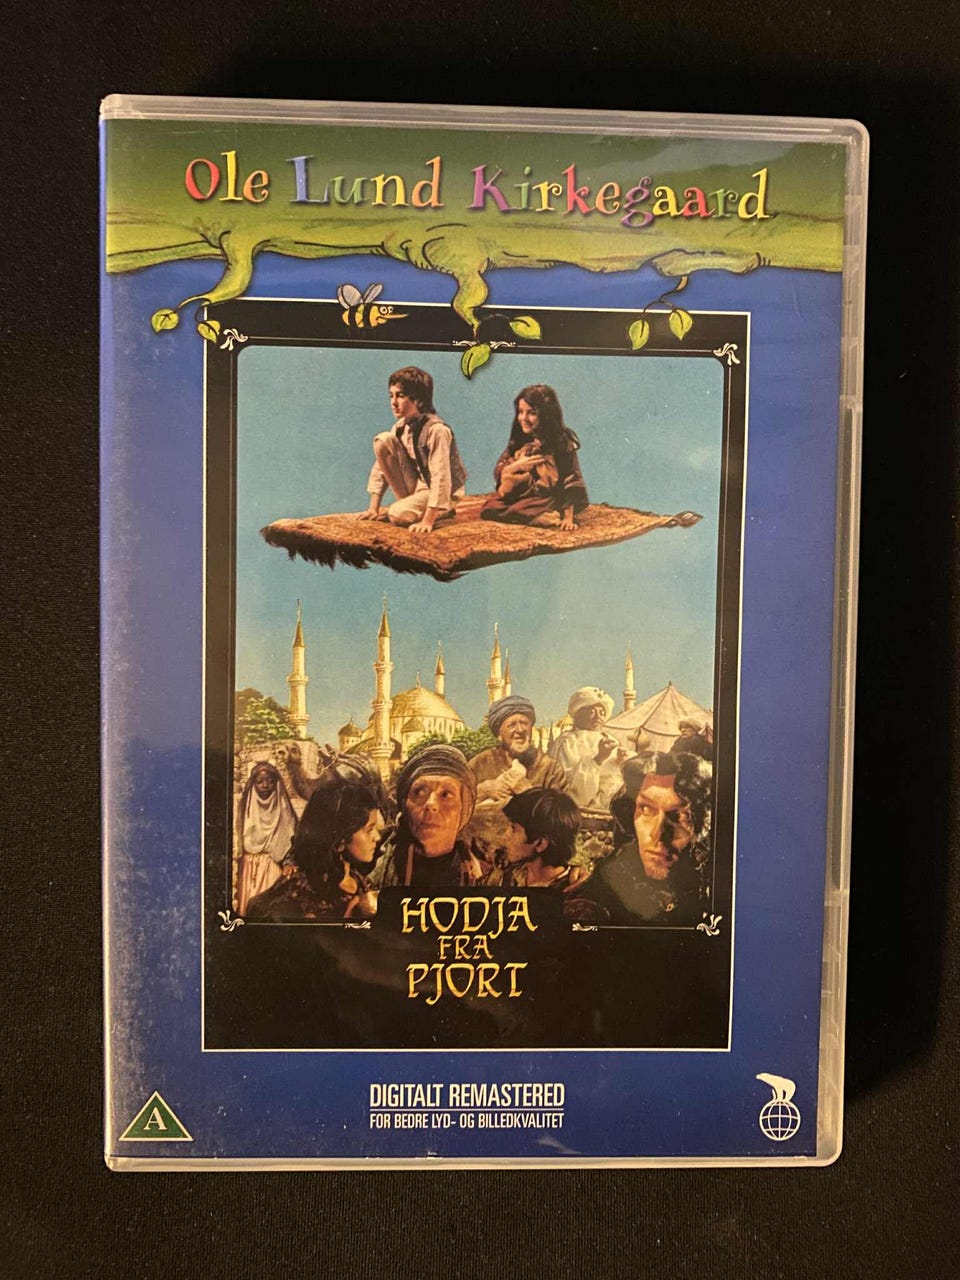 Ole Lund Kirkegaard
HODJA
FRA
PJORT
DIGITALT REMASTERED
FOR BEDRE LYD- OG BILLEDKVALITET
A